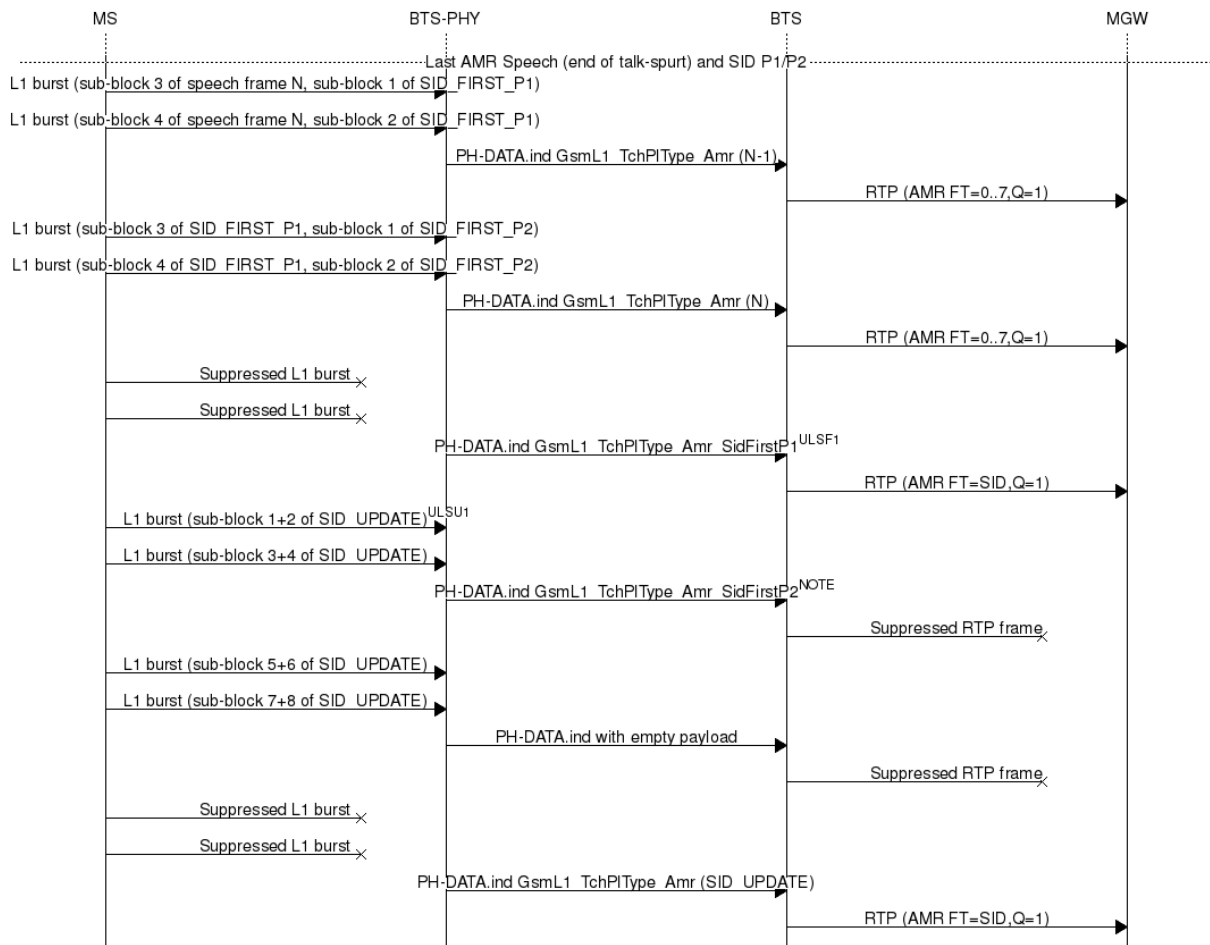 MS BTS-PHY BTS MGW
Last AMR Speech (end of talk-spurt) and SID P1/P2
L1 burst (sub-block 3 of speech frame N, sub-block 1 of SID_FIRST_P1)
L1 burst (sub-block 4 of speech frame N, sub-block 2 of SID_FIRST_P1)
PH-DATA.ind GsmL1_TchPlType_Amr (N-1)
RTP (AMR FT=0..7,Q=1)
L1 burst (sub-block 3 of SID_FIRST_P1, sub-block 1 of SID_FIRST_P2)
L1 burst (sub-block 4 of SID_FIRST_P1, sub-block 2 of SID_FIRST_P2)
PH-DATA.ind GsmL1_TchPlType_Amr (N)
RTP (AMR FT=0..7,Q=1)
Suppressed L1 burst
Suppressed L1 burst
PH-DATA.ind GsmL1_TchPlType_Amr_SidFirstP1 ULSF1
RTP (AMR FT=SID,Q=1)
L1 burst (sub-block 1+2 of SID_UPDATE) ULSU1
L1 burst (sub-block 3+4 of SID_UPDATE)
PH-DATA.ind GsmL1_TchPlType_Amr_SidFirstP2 NOTE
Suppressed RTP frame
L1 burst (sub-block 5+6 of SID_UPDATE)
L1 burst (sub-block 7+8 of SID_UPDATE)
PH-DATA.ind with empty payload
Suppressed RTP frame
Suppressed L1 burst
Suppressed L1 burst
PH-DATA.ind GsmL1_TchPlType_Amr (SID_UPDATE)
RTP (AMR FT=SID,Q=1)